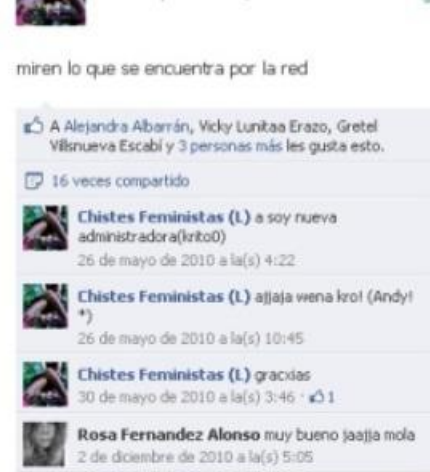 miren lo que se encuentra por la red
A Alejandra Albarrán, Vicky Lunitaa Erazo, Gretel
Villsnueva Escabí y 3 personas más les gusta esto.
16 veces compartido
Chistes Feministas (L) a soy nueva
administradora(krito0)
26 de mayo de 2010 a la(s) 4:22
Chistes Feministas (L) ajjaja wena kro! (Andy!
*)
26 de mayo de 2010 a la(s) 10:45
Chistes Feministas (L) gracxias
30 de mayo de 2010 a la(s) 3:46 · 1
Rosa Fernandez Alonso muy bueno jaajja mola
2 de diciembre de 2010 a la(s) 5:05